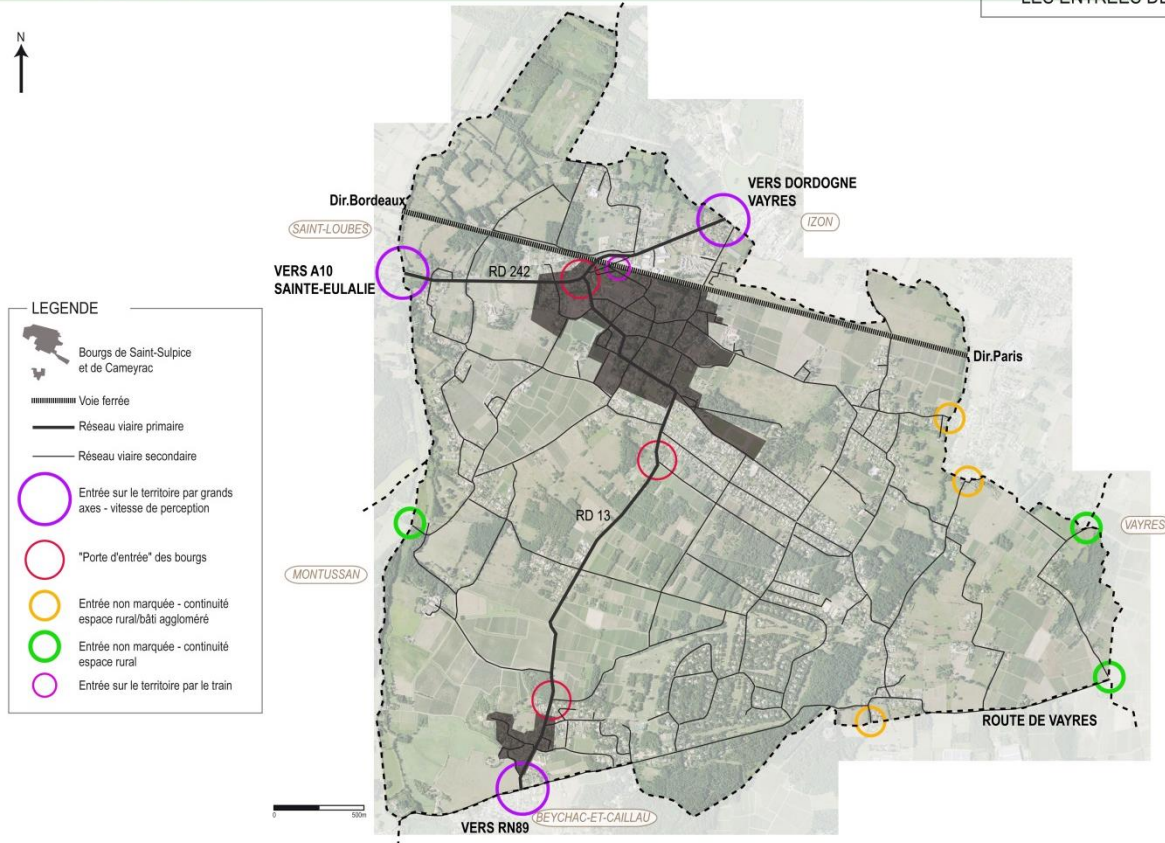 LES ENTRÉES DE
N
VERS DORDOGNE
VAYRES
Dir.Bordeaux
SAINT-LOUBES
IZON
VERS A10
SAINTE-EULALIE
RD 242
LEGENDE
Bourgs de Saint-Sulpice
et de Cameyrac
Dir.Paris
Voie ferrée
Réseau viaire primaire
Réseau viaire secondaire
Entrée sur le territoire par grands
axes - vitesse de perception
RD 13
VAYRES
"Porte d'entrée" des bourgs
MONTUSSAN
Entrée non marquée - continuité
espace rural/bâti aggloméré
Entrée non marquée - continuité
espace rural
Entrée sur le territoire par le train
ROUTE DE VAYRES
0 500m
BEYCHAC-ET-CAILLAU
VERS RN89